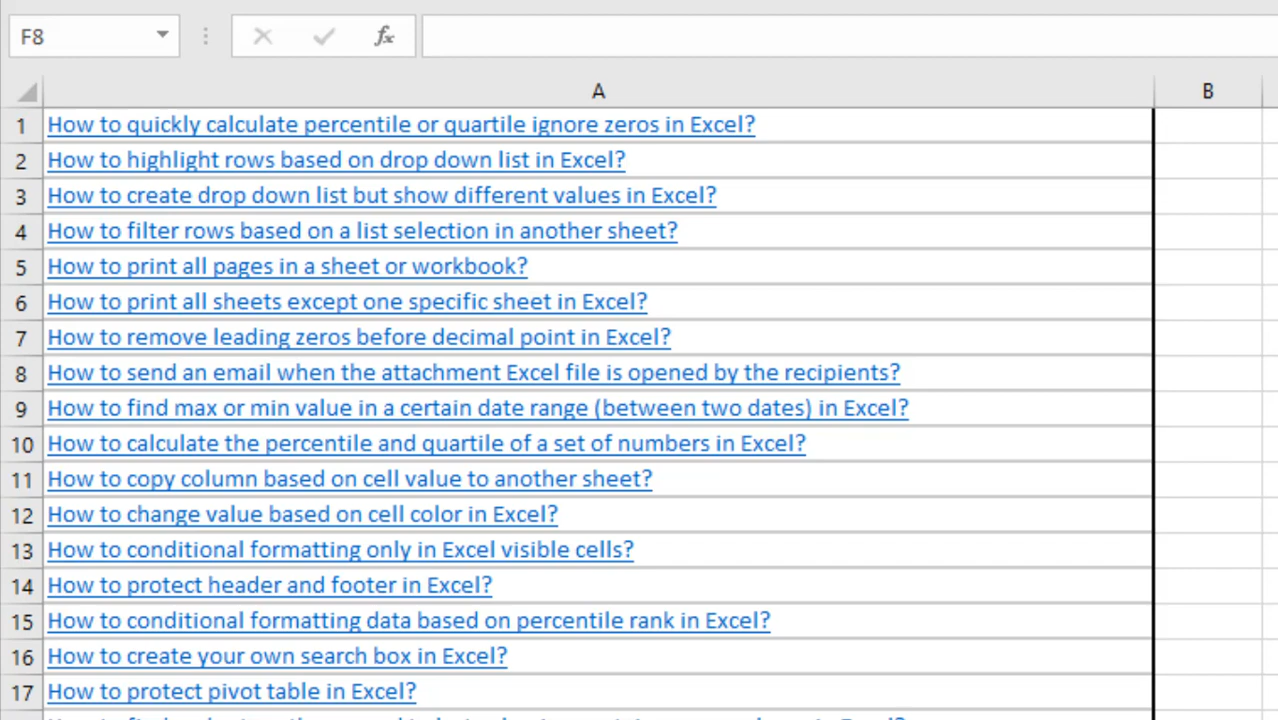 F8
fx
A B
1 How to quickly calculate percentile or quartile ignore zeros in Excel?
2 How to highlight rows based on drop down list in Excel?
3 How to create drop down list but show different values in Excel?
4 How to filter rows based on a list selection in another sheet?
5 How to print all pages in a sheet or workbook?
6 How to print all sheets except one specific sheet in Excel?
7 How to remove leading zeros before decimal point in Excel?
8 How to send an email when the attachment Excel file is opened by the recipients?
9 How to find max or min value in a certain date range (between two dates) in Excel?
10 How to calculate the percentile and quartile of a set of numbers in Excel?
11 How to copy column based on cell value to another sheet?
12 How to change value based on cell color in Excel?
13 How to conditional formatting only in Excel visible cells?
14 How to protect header and footer in Excel?
15 How to conditional formatting data based on percentile rank in Excel?
16 How to create your own search box in Excel?
17 How to protect pivot table in Excel?